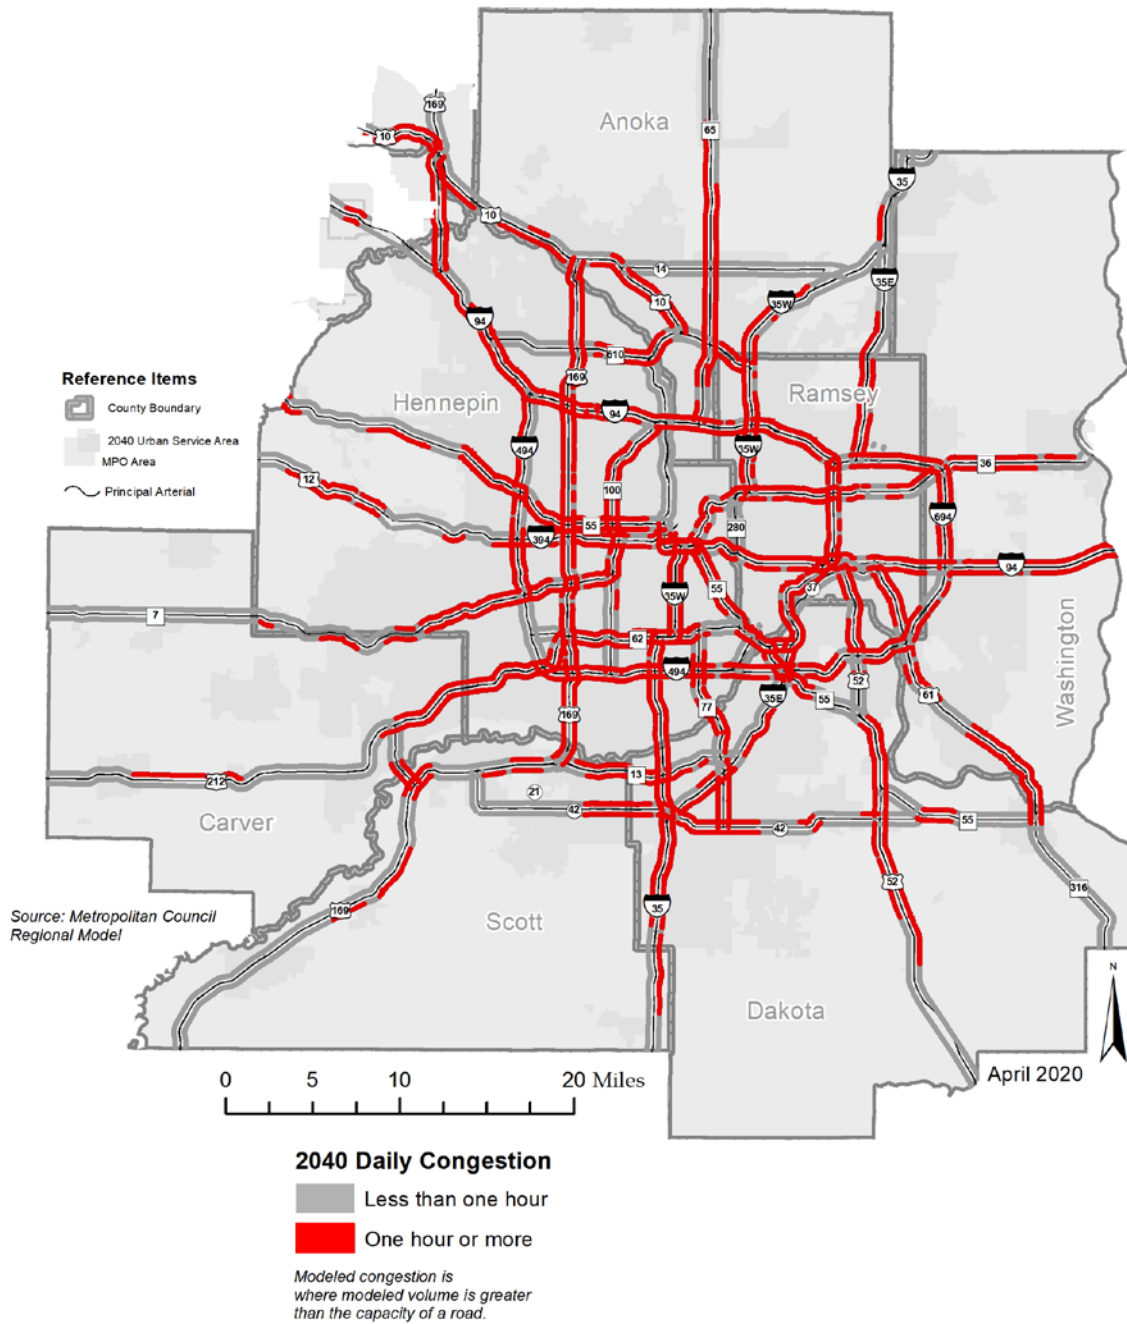 169
10
Anoka
65
35
10
14
35E
10
35W
94
610
Reference Items
County Boundary
2040 Urban Service Area
MPO Area
Principal Arterial
169
Hennepin
Ramsey
94
494
35W
36
12
100
694
55
280
394
94
37
55
35W
7
62
494
52
Washington
35E
55
61
77
169
212
13
21
42
Carver
42
55
52
316
169
35
Source: Metropolitan Council
Regional Model
Scott
N
Dakota
April 2020
0 5 10 20 Miles
2040 Daily Congestion
Less than one hour
One hour or more
Modeled congestion is
where modeled volume is greater
than the capacity of a road.